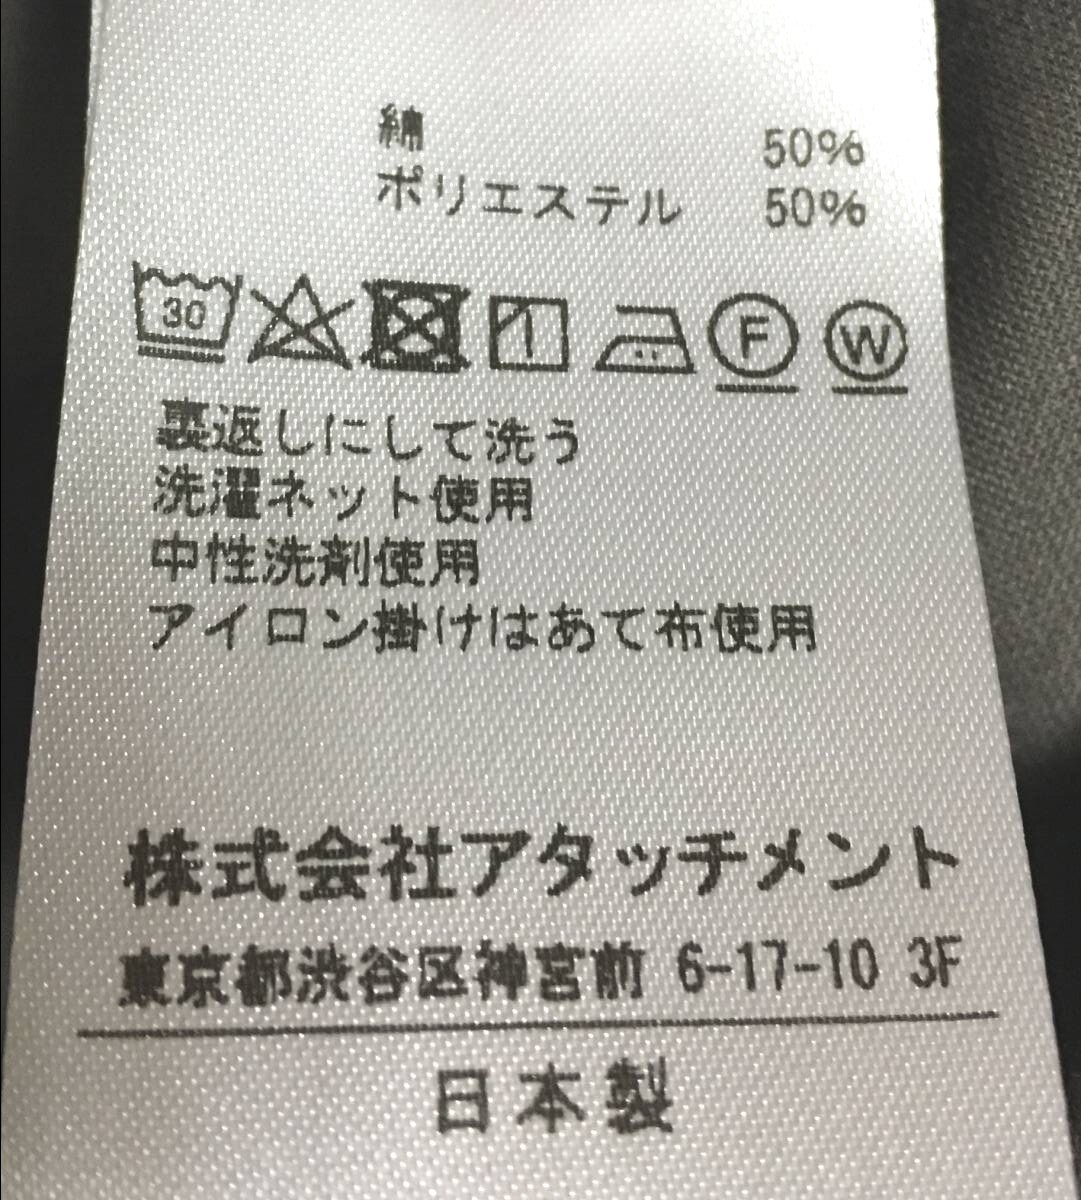 綿 50%
ポリエステル 50%
30 F W
裏返しにして洗う
洗濯ネット使用
中性洗剤使用
アイロン掛けはあて布使用
株式会社アタッチメント
東京都渋谷区神宮前 6-17-10 3F
日本製